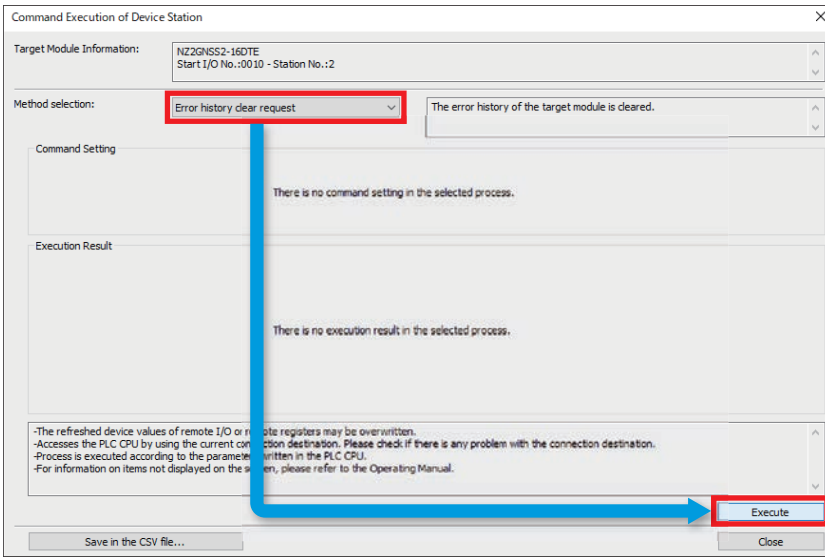 Command Execution of Device Station
Target Module Information:
NZ2GNSS2-16DTE
Start I/O No.:0010 - Station No.:2
Method selection:
Error history clear request
The error history of the target module is cleared.
Command Setting
There is no command setting in the selected process.
Execution Result
There is no execution result in the selected process.
-The refreshed device values of remote I/O or remote registers may be overwritten.
-Accesses the PLC CPU by using the current connection destination. Please check if there is any problem with the connection destination.
-Process is executed according to the parameter written in the PLC CPU.
-For information on items not displayed on the screen, please refer to the Operating Manual.
Execute
Save in the CSV file...
Close